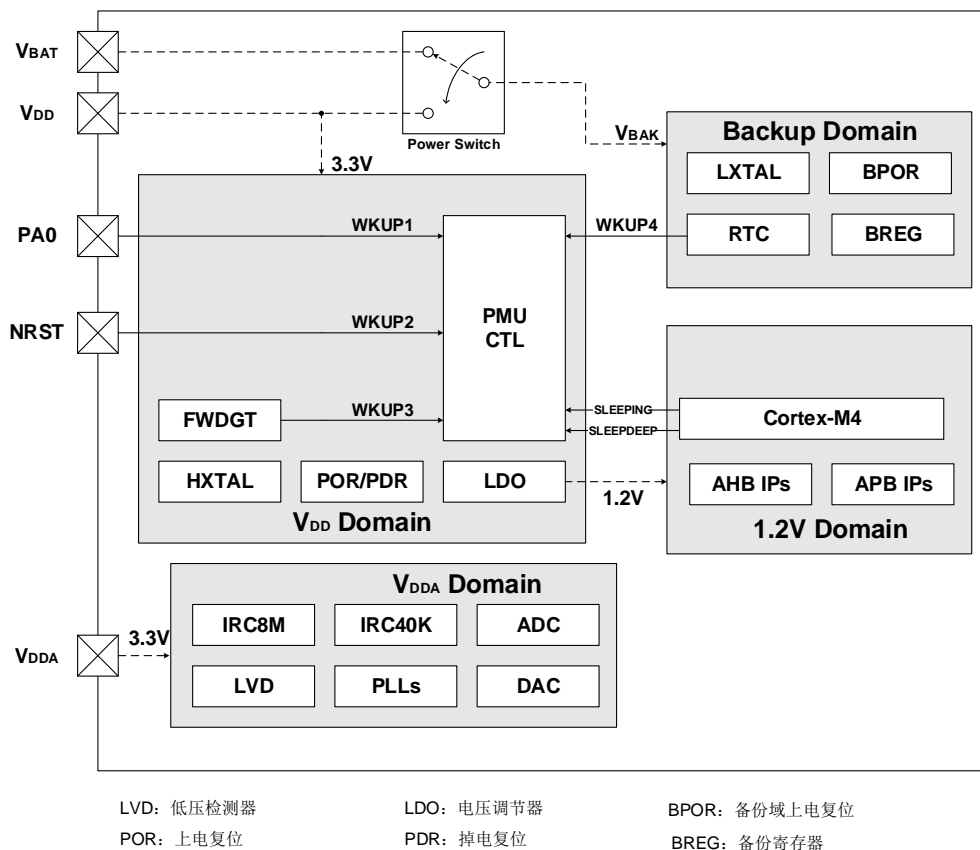 VBAT
VDD
Power Switch
3.3V
VBAK
Backup Domain
LXTAL
BPOR
RTC
BREG
PA0
WKUP1
WKUP4
NRST
WKUP2
PMU
CTL
FWDGT
WKUP3
SLEEPING
SLEEPDEEP
Cortex-M4
HXTAL
POR/PDR
LDO
1.2V
AHB IPs
APB IPs
VDD Domain
1.2V Domain
VDDA Domain
VDDA
3.3V
IRC8M
IRC40K
ADC
LVD
PLLs
DAC
LVD：低压检测器
LDO：电压调节器
BPOR：备份域上电复位
POR：上电复位
PDR：掉电复位
BREG：备份寄存器